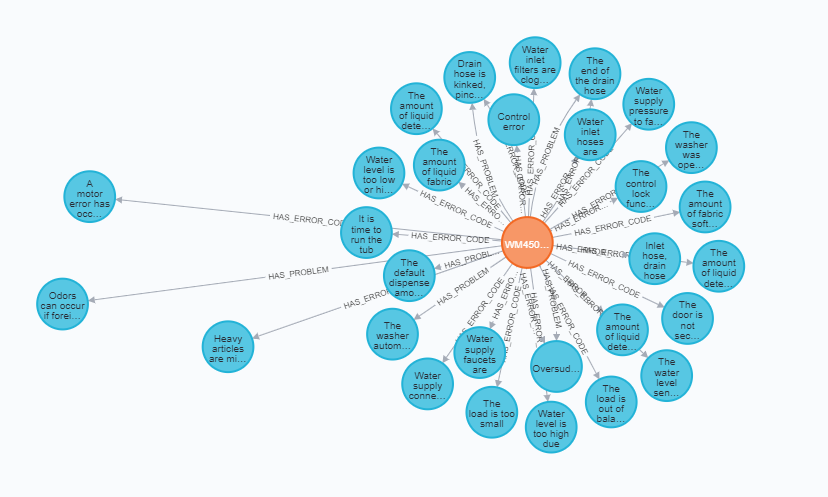 Water
inlet
filters are
clog...
Drain
hose is
kinked,
pinc...
The
end of
the drain
hose
The
amount
of liquid
dete...
Control
error
Water
supply
pressure
to fa...
Water
inlet
hoses
are
The
washer
was
ope...
The
amount
of liquid
fabric
Water
level is
too low
or hi...
The
control
lock
func...
A
motor
error has
occ...
The
amount
of fabric
soft...
It is
time to
run the
tub
WM450...
Inlet
hose,
drain
hose
The
amount
of liquid
dete...
The
default
dispense
amo...
Odors
can occur
if forei...
The
door is
not
sec...
The
washer
autom...
The
amount
of liquid
dete...
Heavy
articles
are mi...
Water
supply
faucets
are
Oversud...
The
water
level
sen...
Water
supply
conne...
The
load is
out of
bala...
The
load is too
small
Water
level is
too high
due
HAS_PROBLEM
HAS_PROBLEM
HAS_ERROR_CODE
HAS_ERROR_CODE
HAS_ERROR_CODE
HAS_ERROR_CODE
HAS_PROBLEM
HAS_PROBLEM
HAS_ERROR_CODE